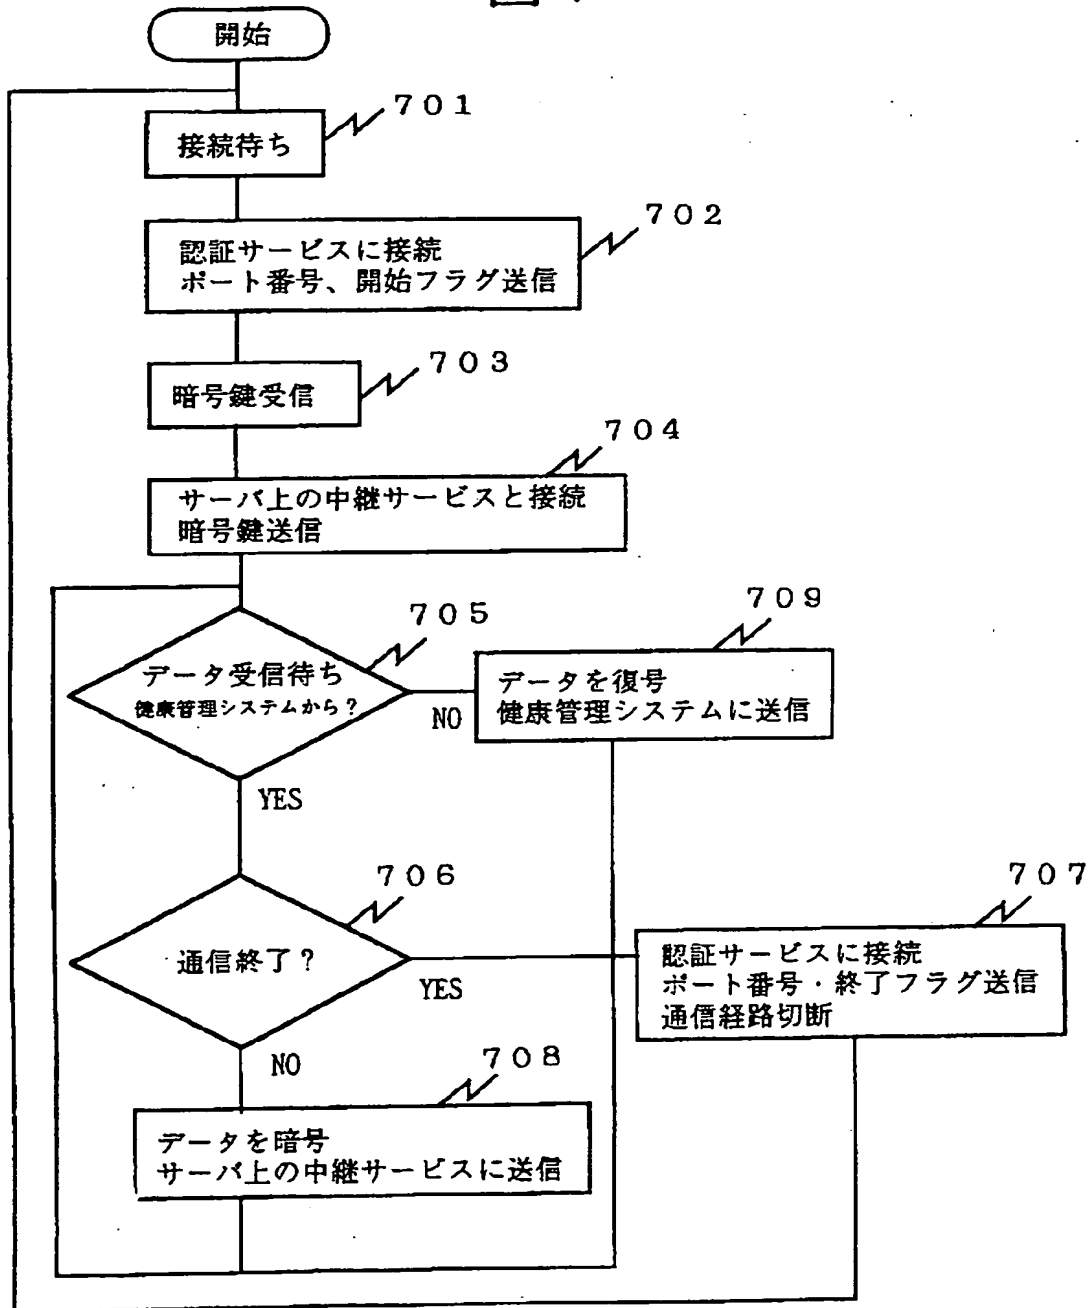 図
開始
701
接続待ち
702
認証サービスに接続
ポート番号、開始フラグ送信
703
暗号鍵受信
704
サーバ上の中継サービスと接続
暗号鍵送信
705
データ受信待ち
健康管理システムから？
NO
709
データを復号
健康管理システムに送信
YES
706
通信終了？
YES
707
認証サービスに接続
ポート番号・終了フラグ送信
通信経路切断
NO
708
データを暗号
サーバ上の中継サービスに送信